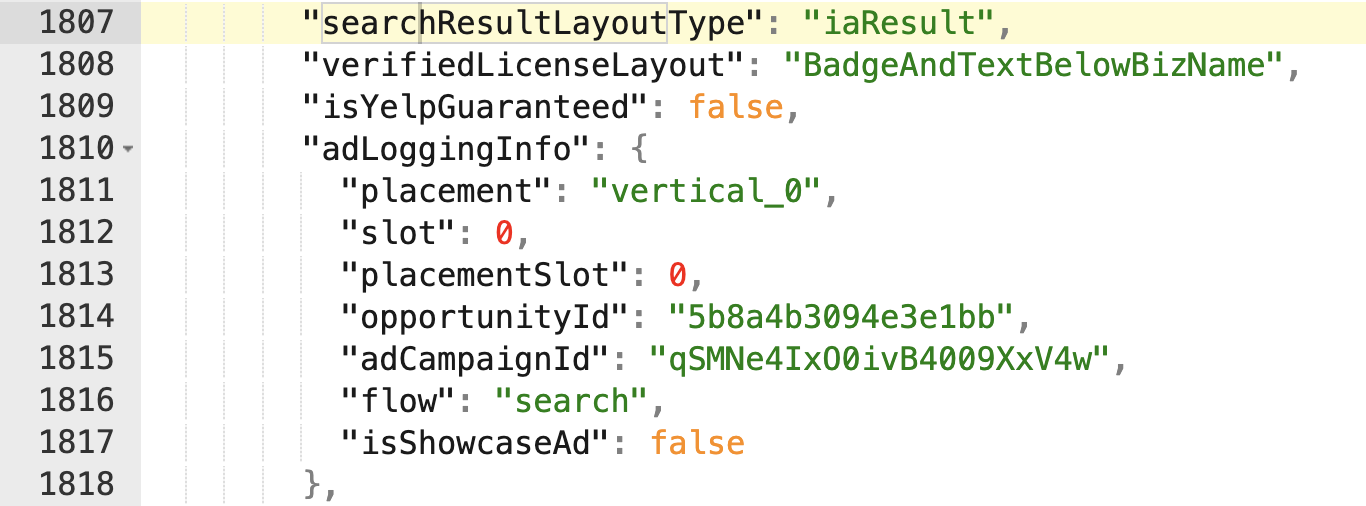 1807 "searchResultLayoutType": "iaResult",
1808 "verifiedLicenseLayout": "BadgeAndTextBelowBizName",
1809 "isYelpGuaranteed": false,
1810 "adLoggingInfo": {
1811 "placement": "vertical_0",
1812 "slot": 0,
1813 "placementSlot": 0,
1814 "opportunityId": "5b8a4b3094e3e1bb",
1815 "adCampaignId": "qSMNe4IxO0ivB4009XxV4w",
1816 "flow": "search",
1817 "isShowcaseAd": false
1818 },